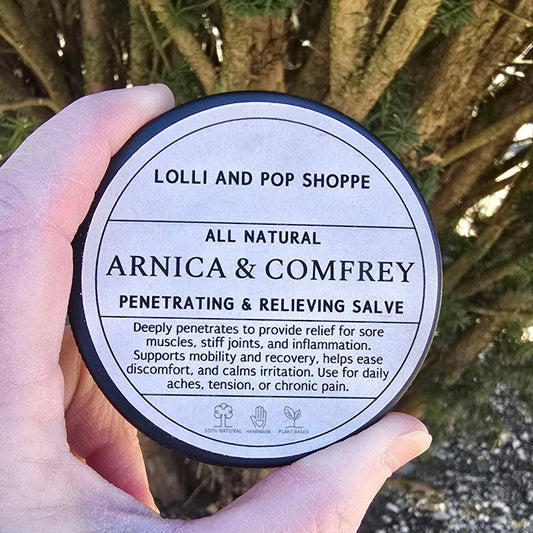 LOLLI AND POP SHOPPE
ALL NATURAL
ARNICA & COMFREY
PENETRATING & RELIEVING SALVE
Deeply penetrates to provide relief for sore
muscles, stiff joints, and inflammation.
Supports mobility and recovery, helps ease
discomfort, and calms irritation. Use for daily
aches, tension, or chronic pain.
100% NATURAL HANDMADE PLANT BASED